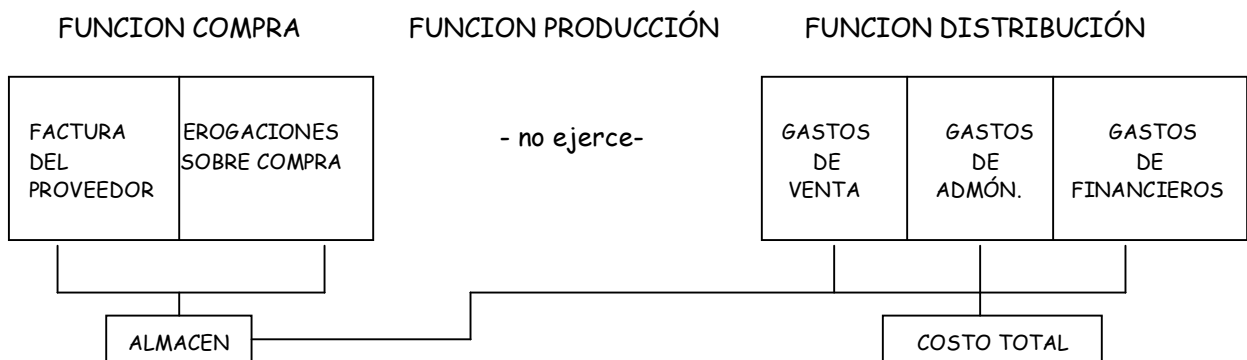 FUNCION COMPRA
FUNCION PRODUCCIÓN
FUNCION DISTRIBUCIÓN
FACTURA
DEL
PROVEEDOR
EROGACIONES
SOBRE COMPRA
- no ejerce-
GASTOS
DE
VENTA
GASTOS
DE
ADMÓN.
GASTOS
DE
FINANCIEROS
ALMACEN
COSTO TOTAL